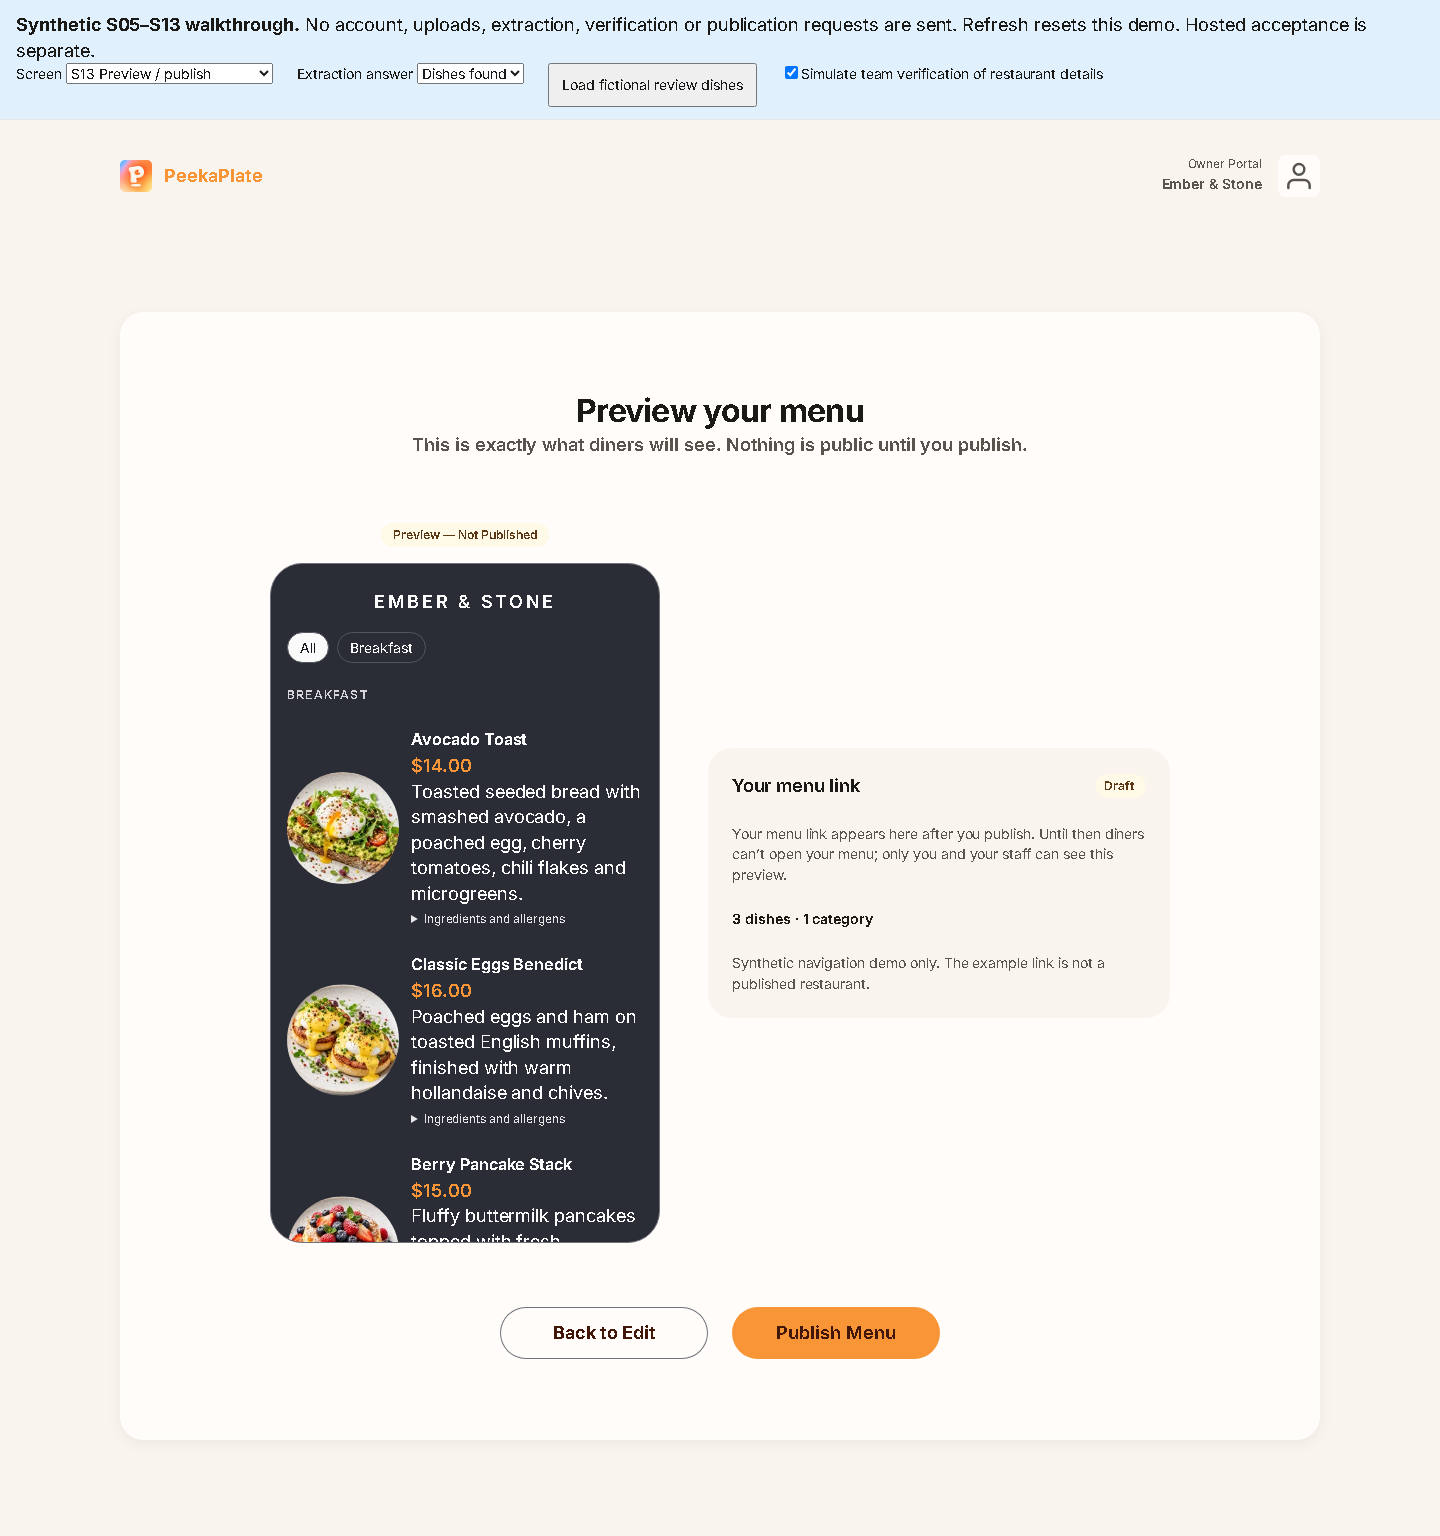 Synthetic S05–S13 walkthrough. No account, uploads, extraction, verification or publication requests are sent. Refresh resets this demo. Hosted acceptance is
separate.
Screen S13 Preview / publish Extraction answer Dishes found Load fictional review dishes Simulate team verification of restaurant details
PeekaPlate
Owner Portal
Ember & Stone
Preview your menu
This is exactly what diners will see. Nothing is public until you publish.
Preview — Not Published
EMBER & STONE
All Breakfast
BREAKFAST
Avocado Toast
$14.00
Toasted seeded bread with
smashed avocado, a
poached egg, cherry
tomatoes, chili flakes and
microgreens.
Ingredients and allergens
Classic Eggs Benedict
$16.00
Poached eggs and ham on
toasted English muffins,
finished with warm
hollandaise and chives.
Ingredients and allergens
Berry Pancake Stack
$15.00
Fluffy buttermilk pancakes
topped with fresh
Your menu link Draft
Your menu link appears here after you publish. Until then diners
can’t open your menu; only you and your staff can see this
preview.
3 dishes · 1 category
Synthetic navigation demo only. The example link is not a
published restaurant.
Back to Edit Publish Menu